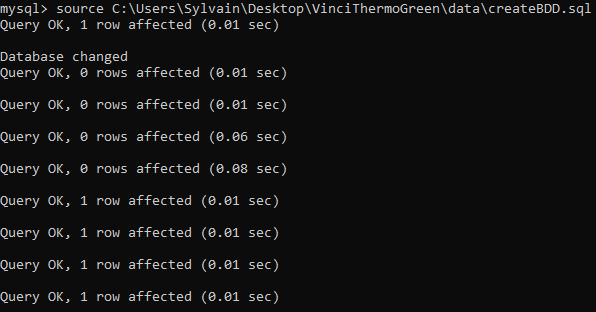 mysql> source C:\Users\Sylvain\Desktop\VinciThermoGreen\data\createBDD.sql
Query OK, 1 row affected (0.01 sec)
Database changed
Query OK, 0 rows affected (0.01 sec)
Query OK, 0 rows affected (0.01 sec)
Query OK, 0 rows affected (0.06 sec)
Query OK, 0 rows affected (0.08 sec)
Query OK, 1 row affected (0.01 sec)
Query OK, 1 row affected (0.01 sec)
Query OK, 1 row affected (0.01 sec)
Query OK, 1 row affected (0.01 sec)